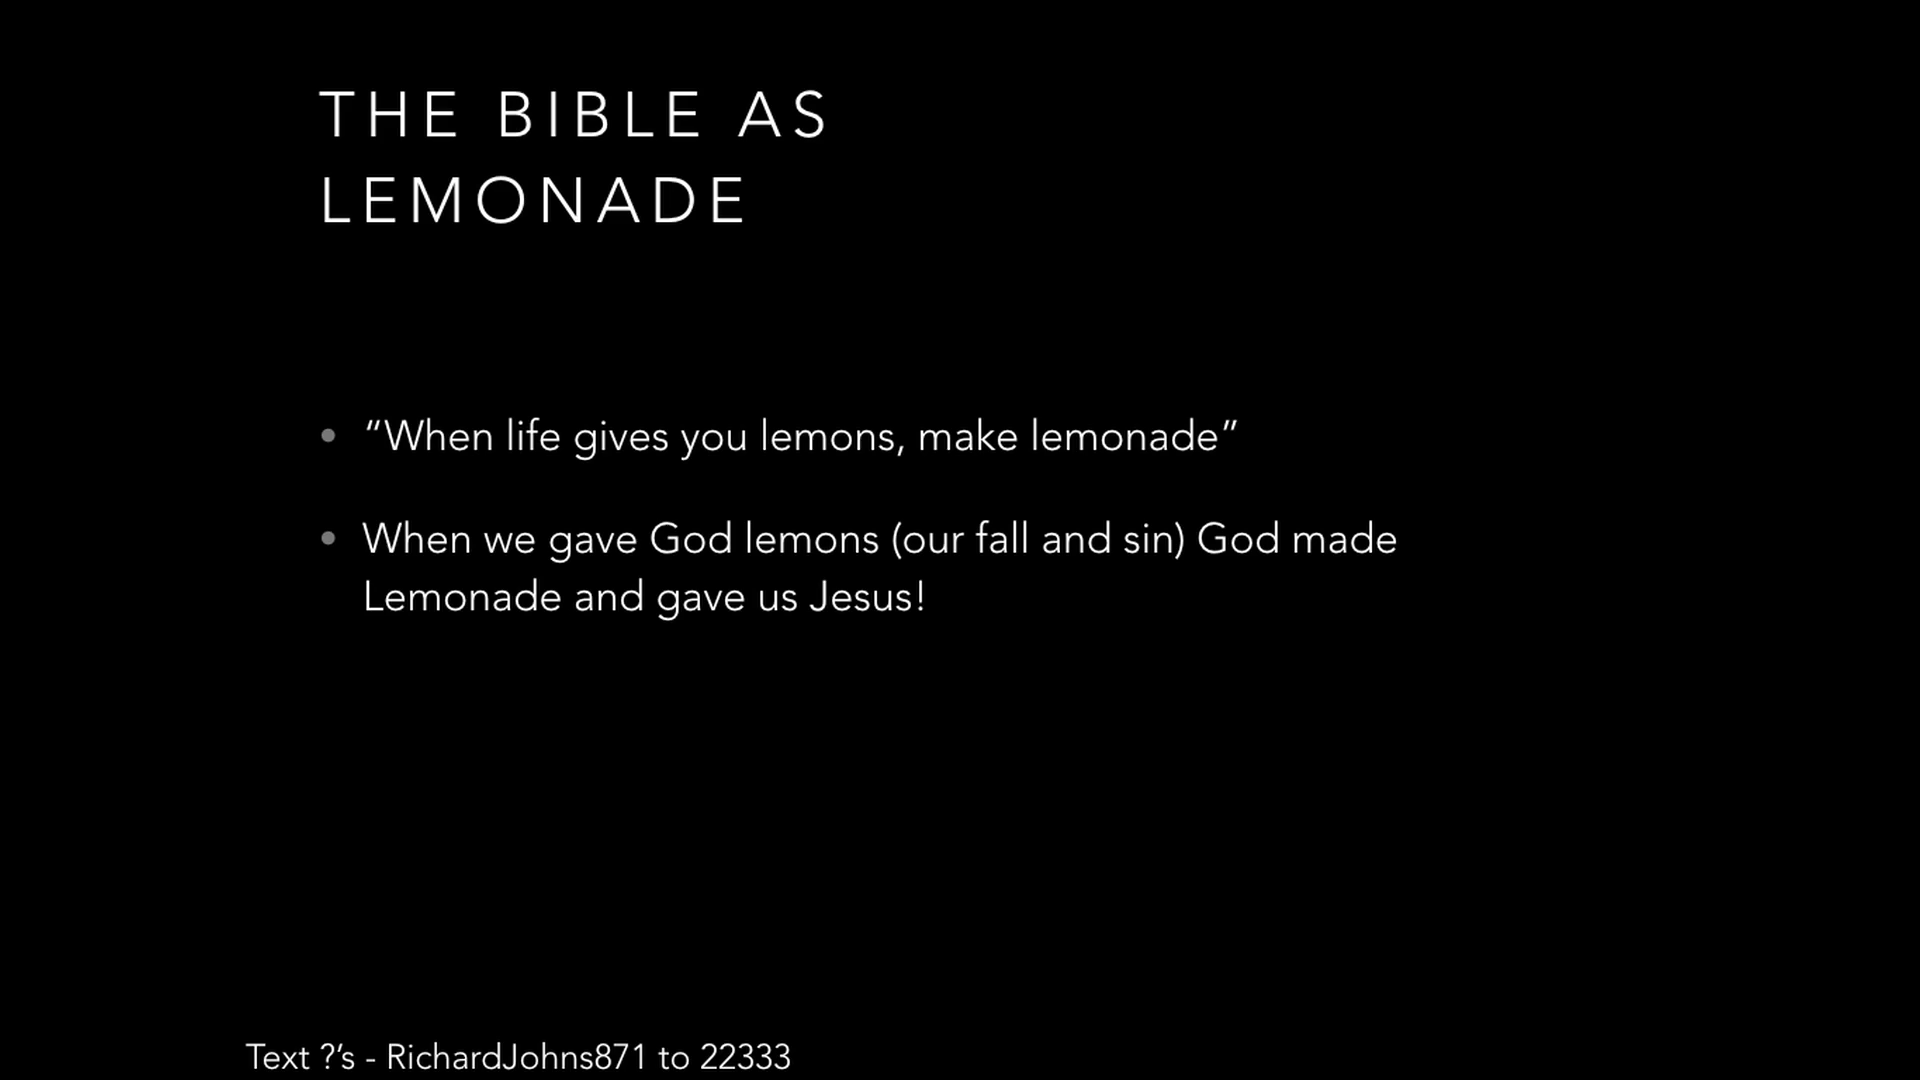 THE BIBLE AS
LEMONADE
• “When life gives you lemons, make lemonade”
• When we gave God lemons (our fall and sin) God made
Lemonade and gave us Jesus!
Text ?’s - RichardJohns871 to 22333